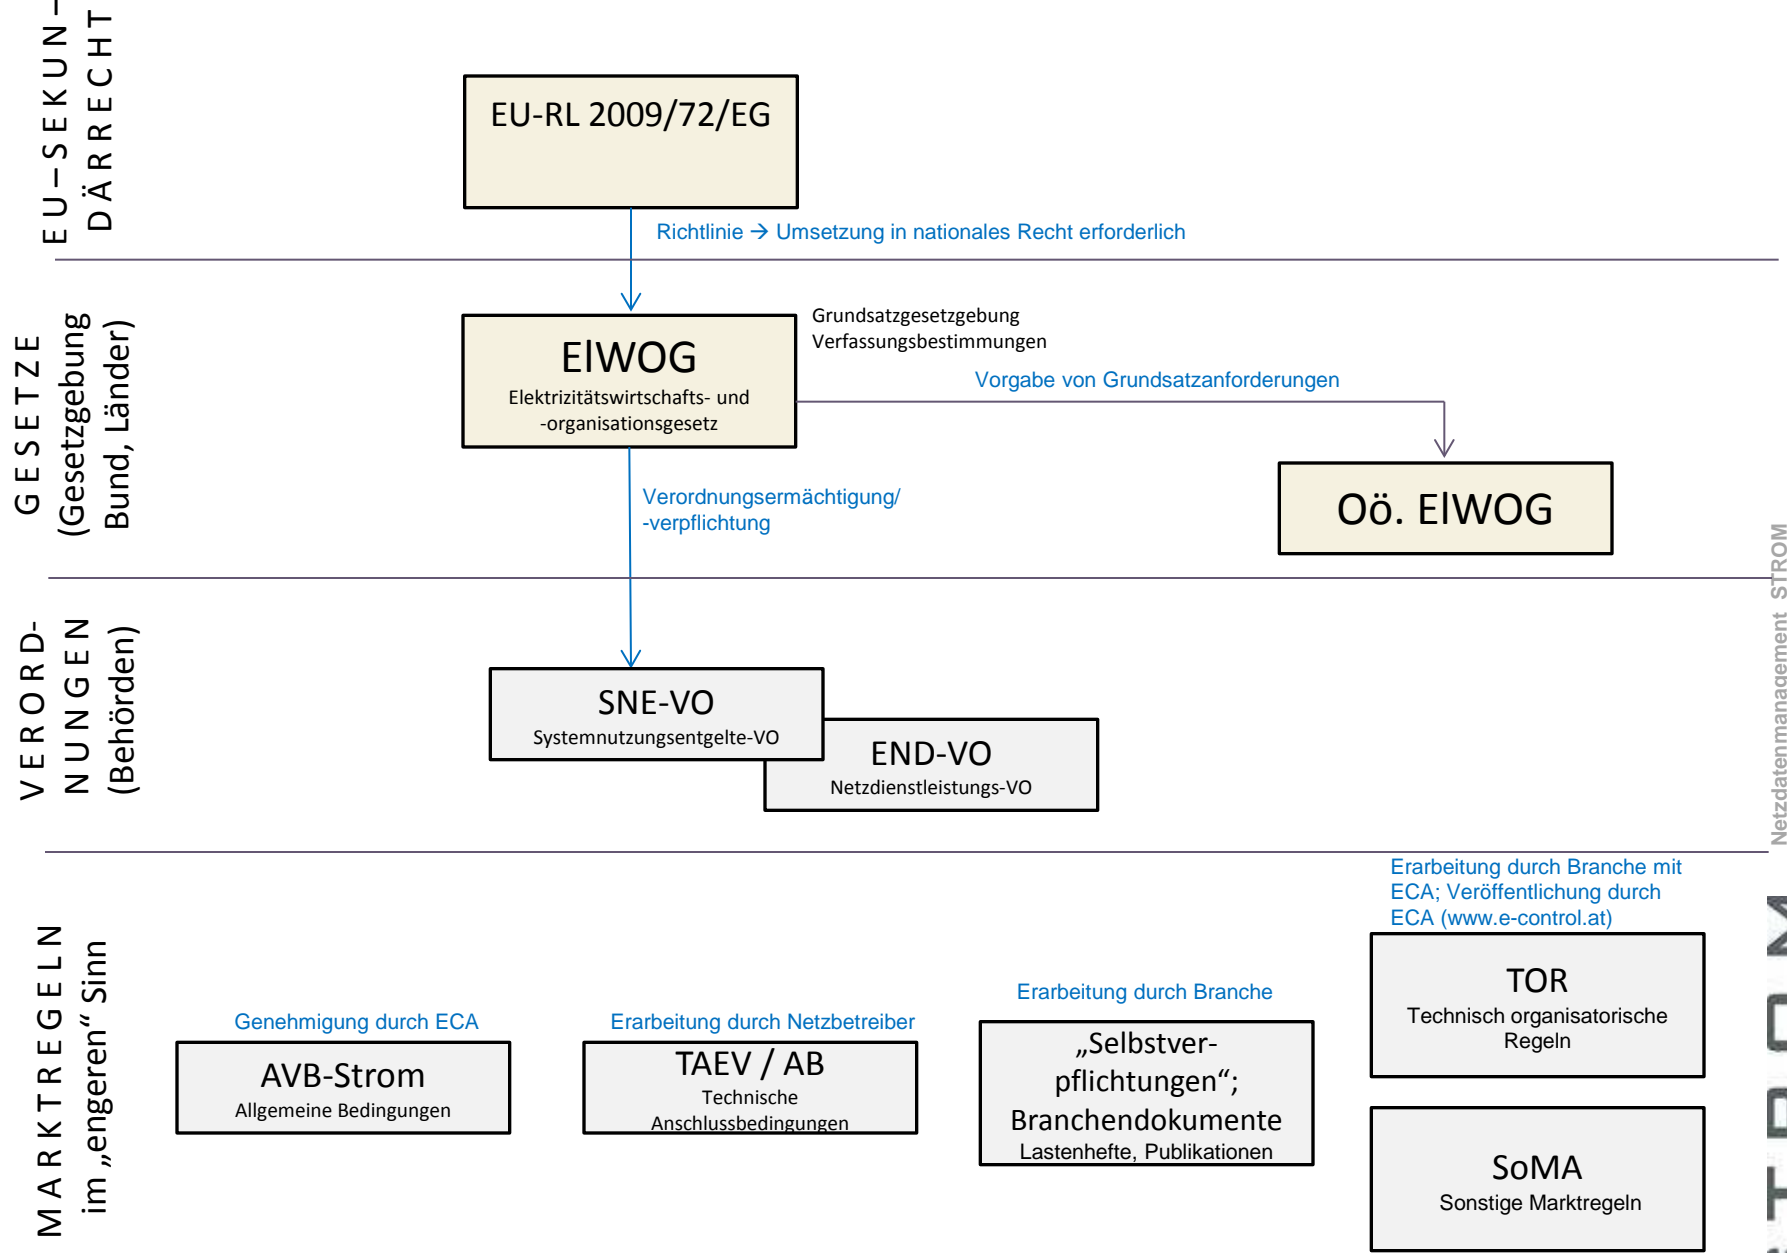 EU–SEKUN-
DÄRRECHT
EU-RL 2009/72/EG
Richtlinie → Umsetzung in nationales Recht erforderlich
GESETZE
(Gesetzgebung
Bund, Länder)
ElWOG
Elektrizitätswirtschafts- und
-organisationsgesetz
Grundsatzgesetzgebung
Verfassungsbestimmungen
Vorgabe von Grundsatzanforderungen
Oö. ElWOG
Verordnungsermächtigung/
-verpflichtung
VERORD-
NUNGEN
(Behörden)
SNE-VO
Systemnutzungsentgelte-VO
END-VO
Netzdienstleistungs-VO
MARKTREGELN
im „engeren“ Sinn
Genehmigung durch ECA
AVB-Strom
Allgemeine Bedingungen
Erarbeitung durch Netzbetreiber
TAEV / AB
Technische
Anschlussbedingungen
Erarbeitung durch Branche
„Selbstver-
pflichtungen“;
Branchendokumente
Lastenhefte, Publikationen
Erarbeitung durch Branche mit
ECA; Veröffentlichung durch
ECA (www.e-control.at)
TOR
Technisch organisatorische
Regeln
SoMA
Sonstige Marktregeln
Netzdatenmanagement STROM